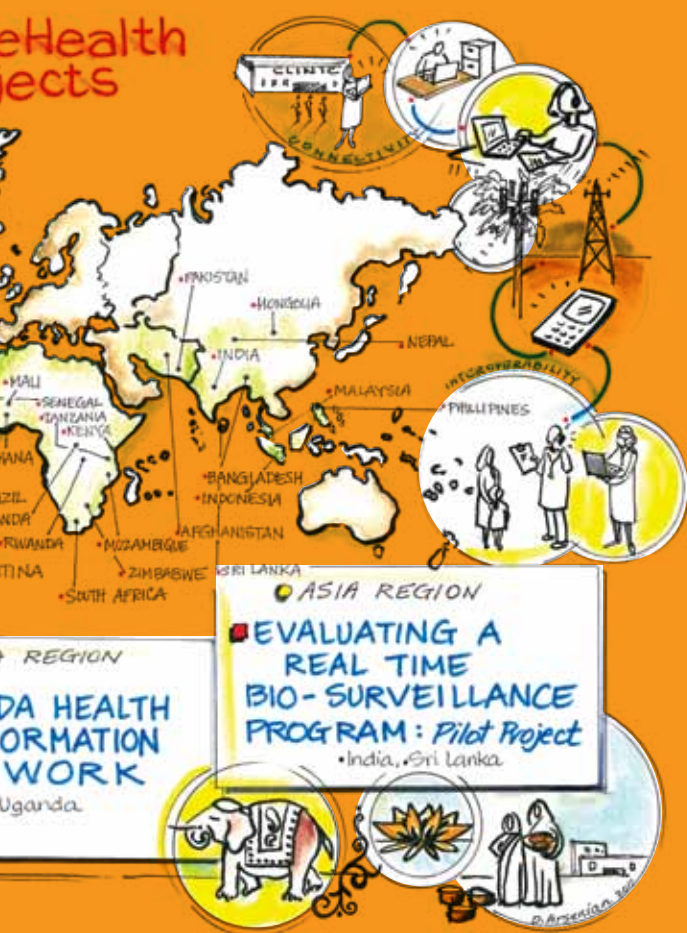 eHealth
jects
CLINIC
CONNECTIVITY
•PAKISTAN
•MONGOLIA
•INDIA
•NEPAL
•MALI
•SENEGAL
•TANZANIA
•KENYA
•MALAYSIA
INTEROPERABILITY
•PHILLIPINES
HANA
•BANGLADESH
•INDONESIA
ZIL
NDA
•AFGHANISTAN
•RWANDA
•MOZAMBIQUE
TINA
•ZIMBABWE
•SRI LANKA
•SOUTH AFRICA
ASIA REGION
EVALUATING A
REAL TIME
BIO-SURVEILLANCE
PROGRAM: Pilot Project
•India, •Sri Lanka
A REGION
DA HEALTH
ORMATION
WORK
Uganda
D. Arsenian